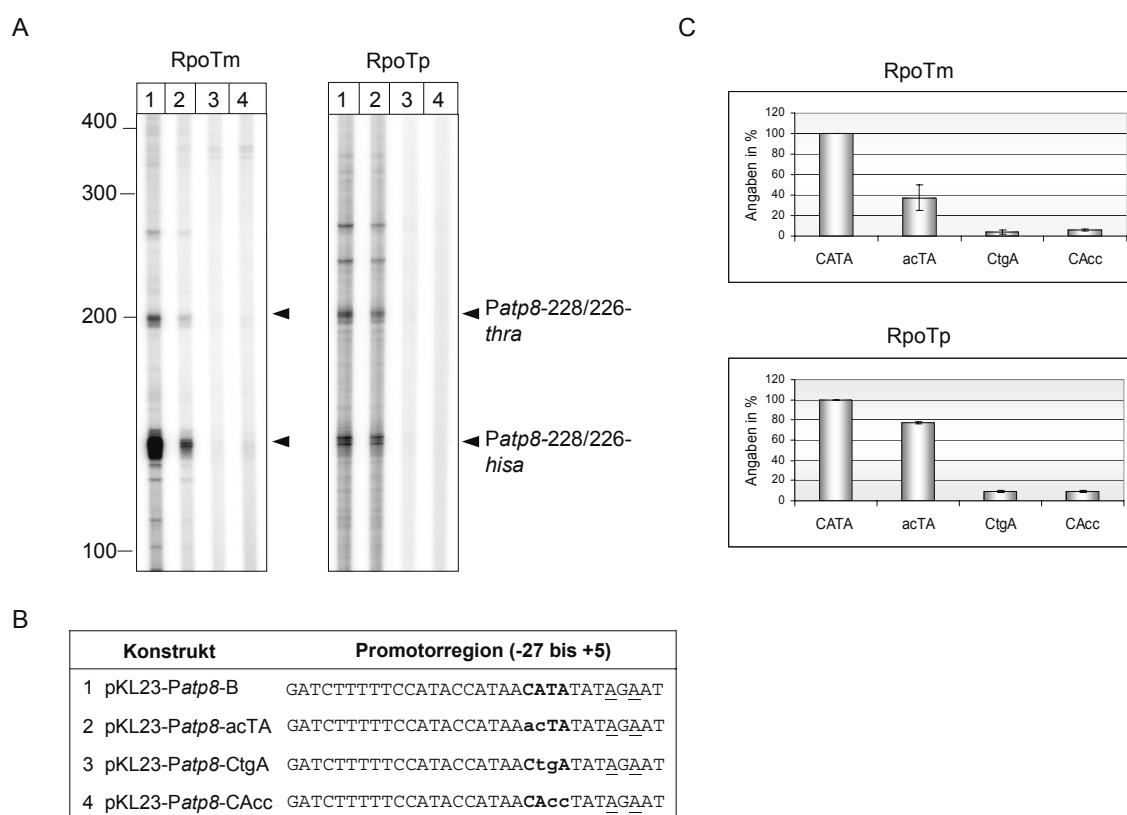 A
RpoTm
RpoTp
1 2 3 4
1 2 3 4
400
300
200
100
Patp8-228/226-
thra
Patp8-228/226-
hisa
C
RpoTm
Angaben in %
120
100
80
60
40
20
0
CATA acTA CtgA CAcc
RpoTp
Angaben in %
120
100
80
60
40
20
0
CATA acTA CtgA CAcc
B
Konstrukt Promotorregion (-27 bis +5)
1 pKL23-Patp8-B GATCTTTTTCCATACCATAACATATATAGAAT
2 pKL23-Patp8-acTA GATCTTTTTCCATACCATAAacTATATAGAAT
3 pKL23-Patp8-CtgA GATCTTTTTCCATACCATAACtgATATAGAAT
4 pKL23-Patp8-CAcc GATCTTTTTCCATACCATAACAccTATAGAAT